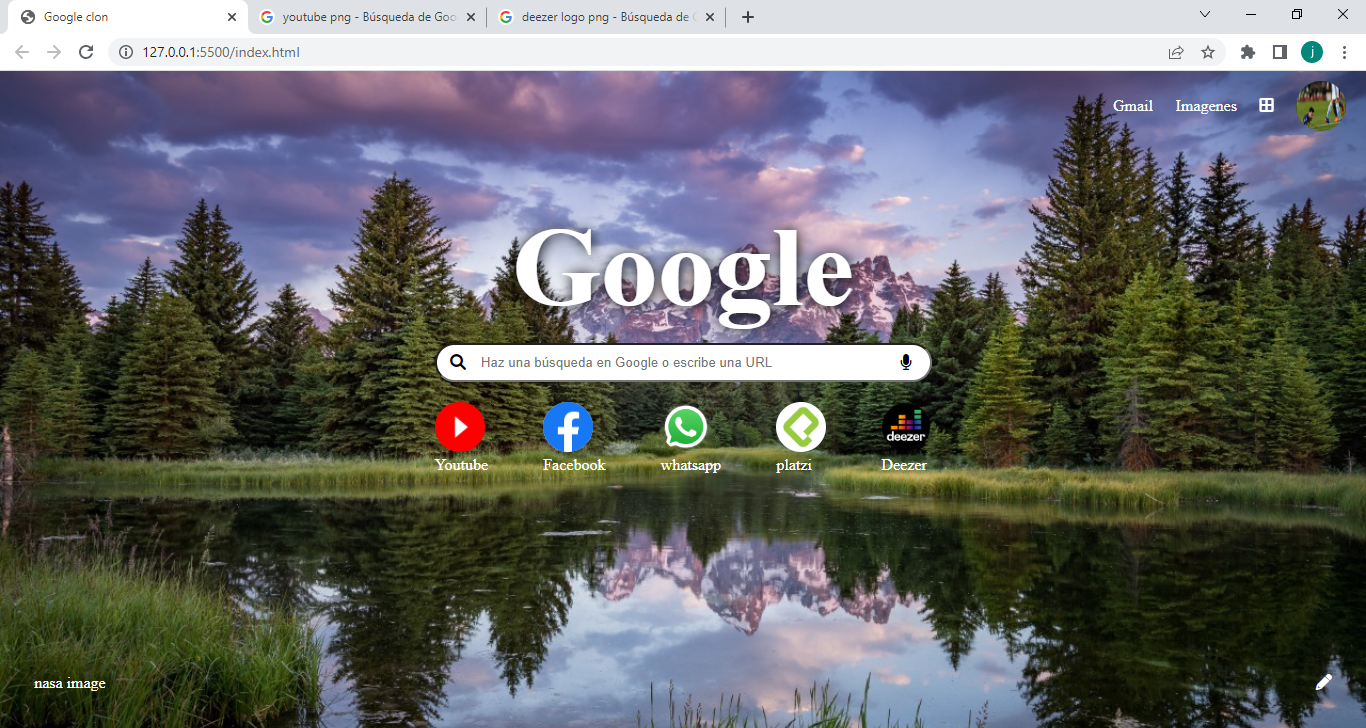 Google clon
youtube png - Búsqueda de Goo
deezer logo png - Búsqueda de G
127.0.0.1:5500/index.html
j
Gmail Imagenes
Google
Haz una búsqueda en Google o escribe una URL
deezer
Youtube Facebook whatsapp platzi Deezer
nasa image